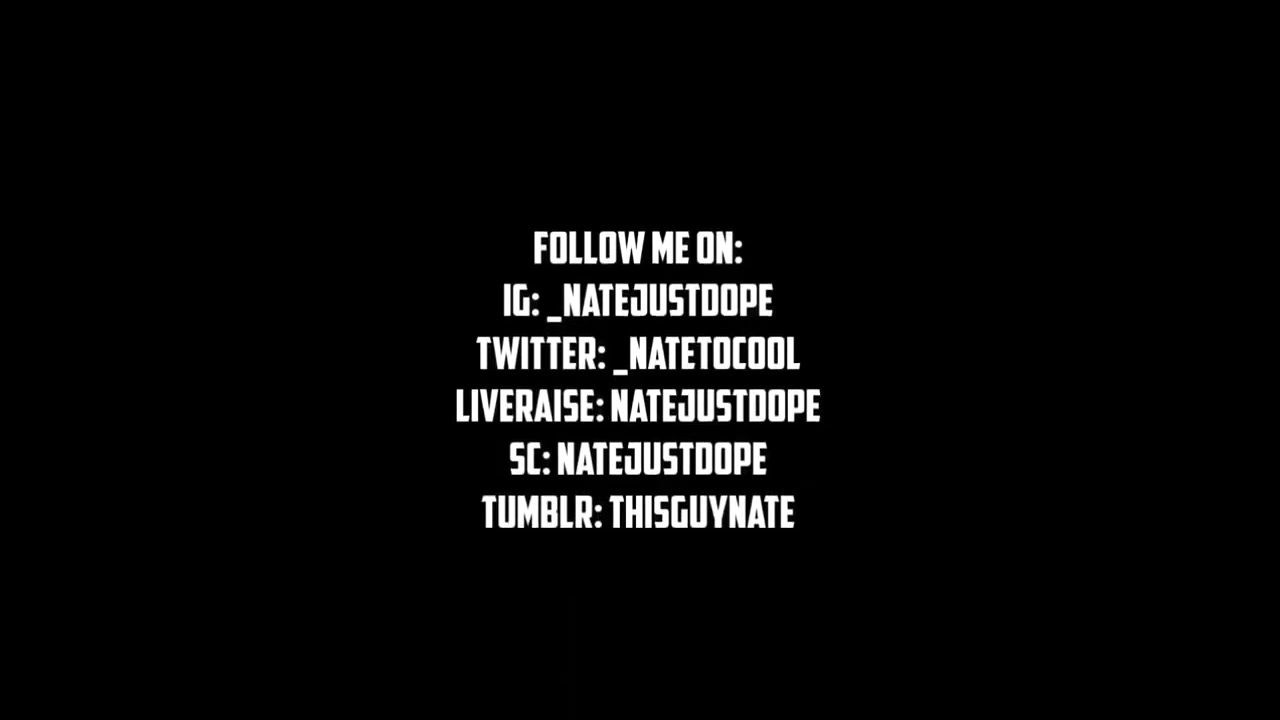 FOLLOW ME ON:
IG: _NATEJUSTDOPE
TWITTER: _NATETOCOOL
LIVERAISE: NATEJUSTDOPE
SC: NATEJUSTDOPE
TUMBLR: THISGUYNATE